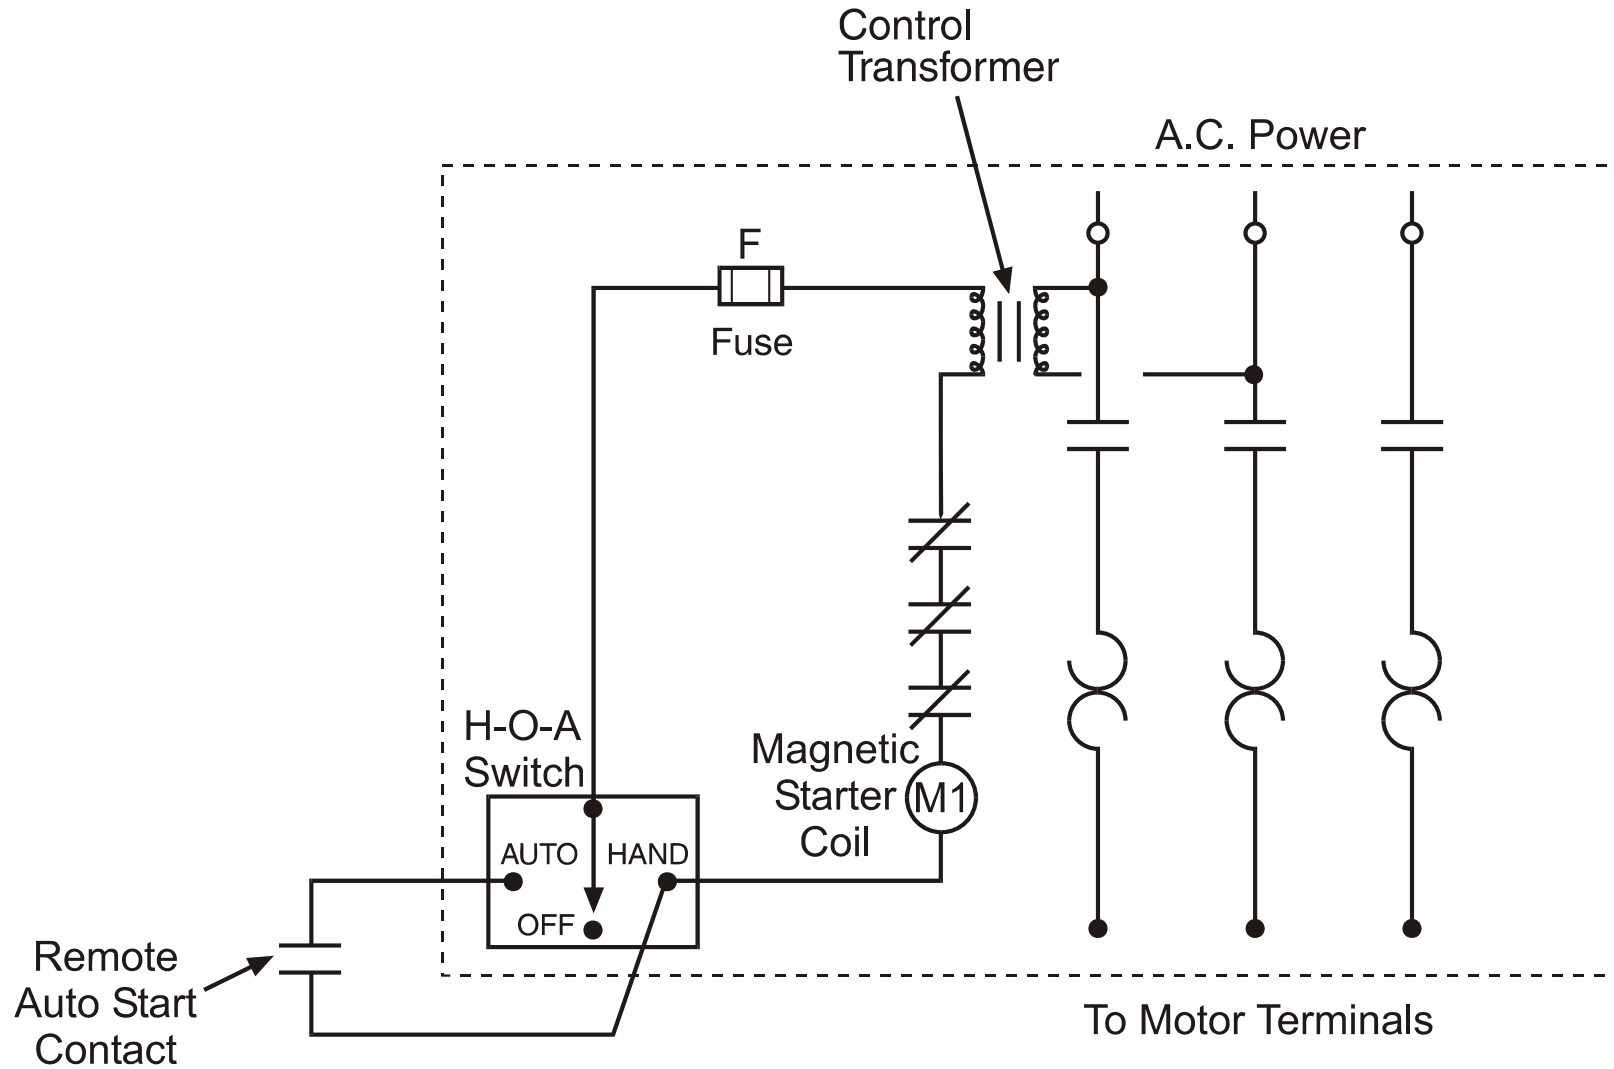 Control
Transformer
A.C. Power
F
Fuse
H-O-A
Switch
AUTO
HAND
OFF
Magnetic
Starter
Coil
M1
Remote
Auto Start
Contact
To Motor Terminals